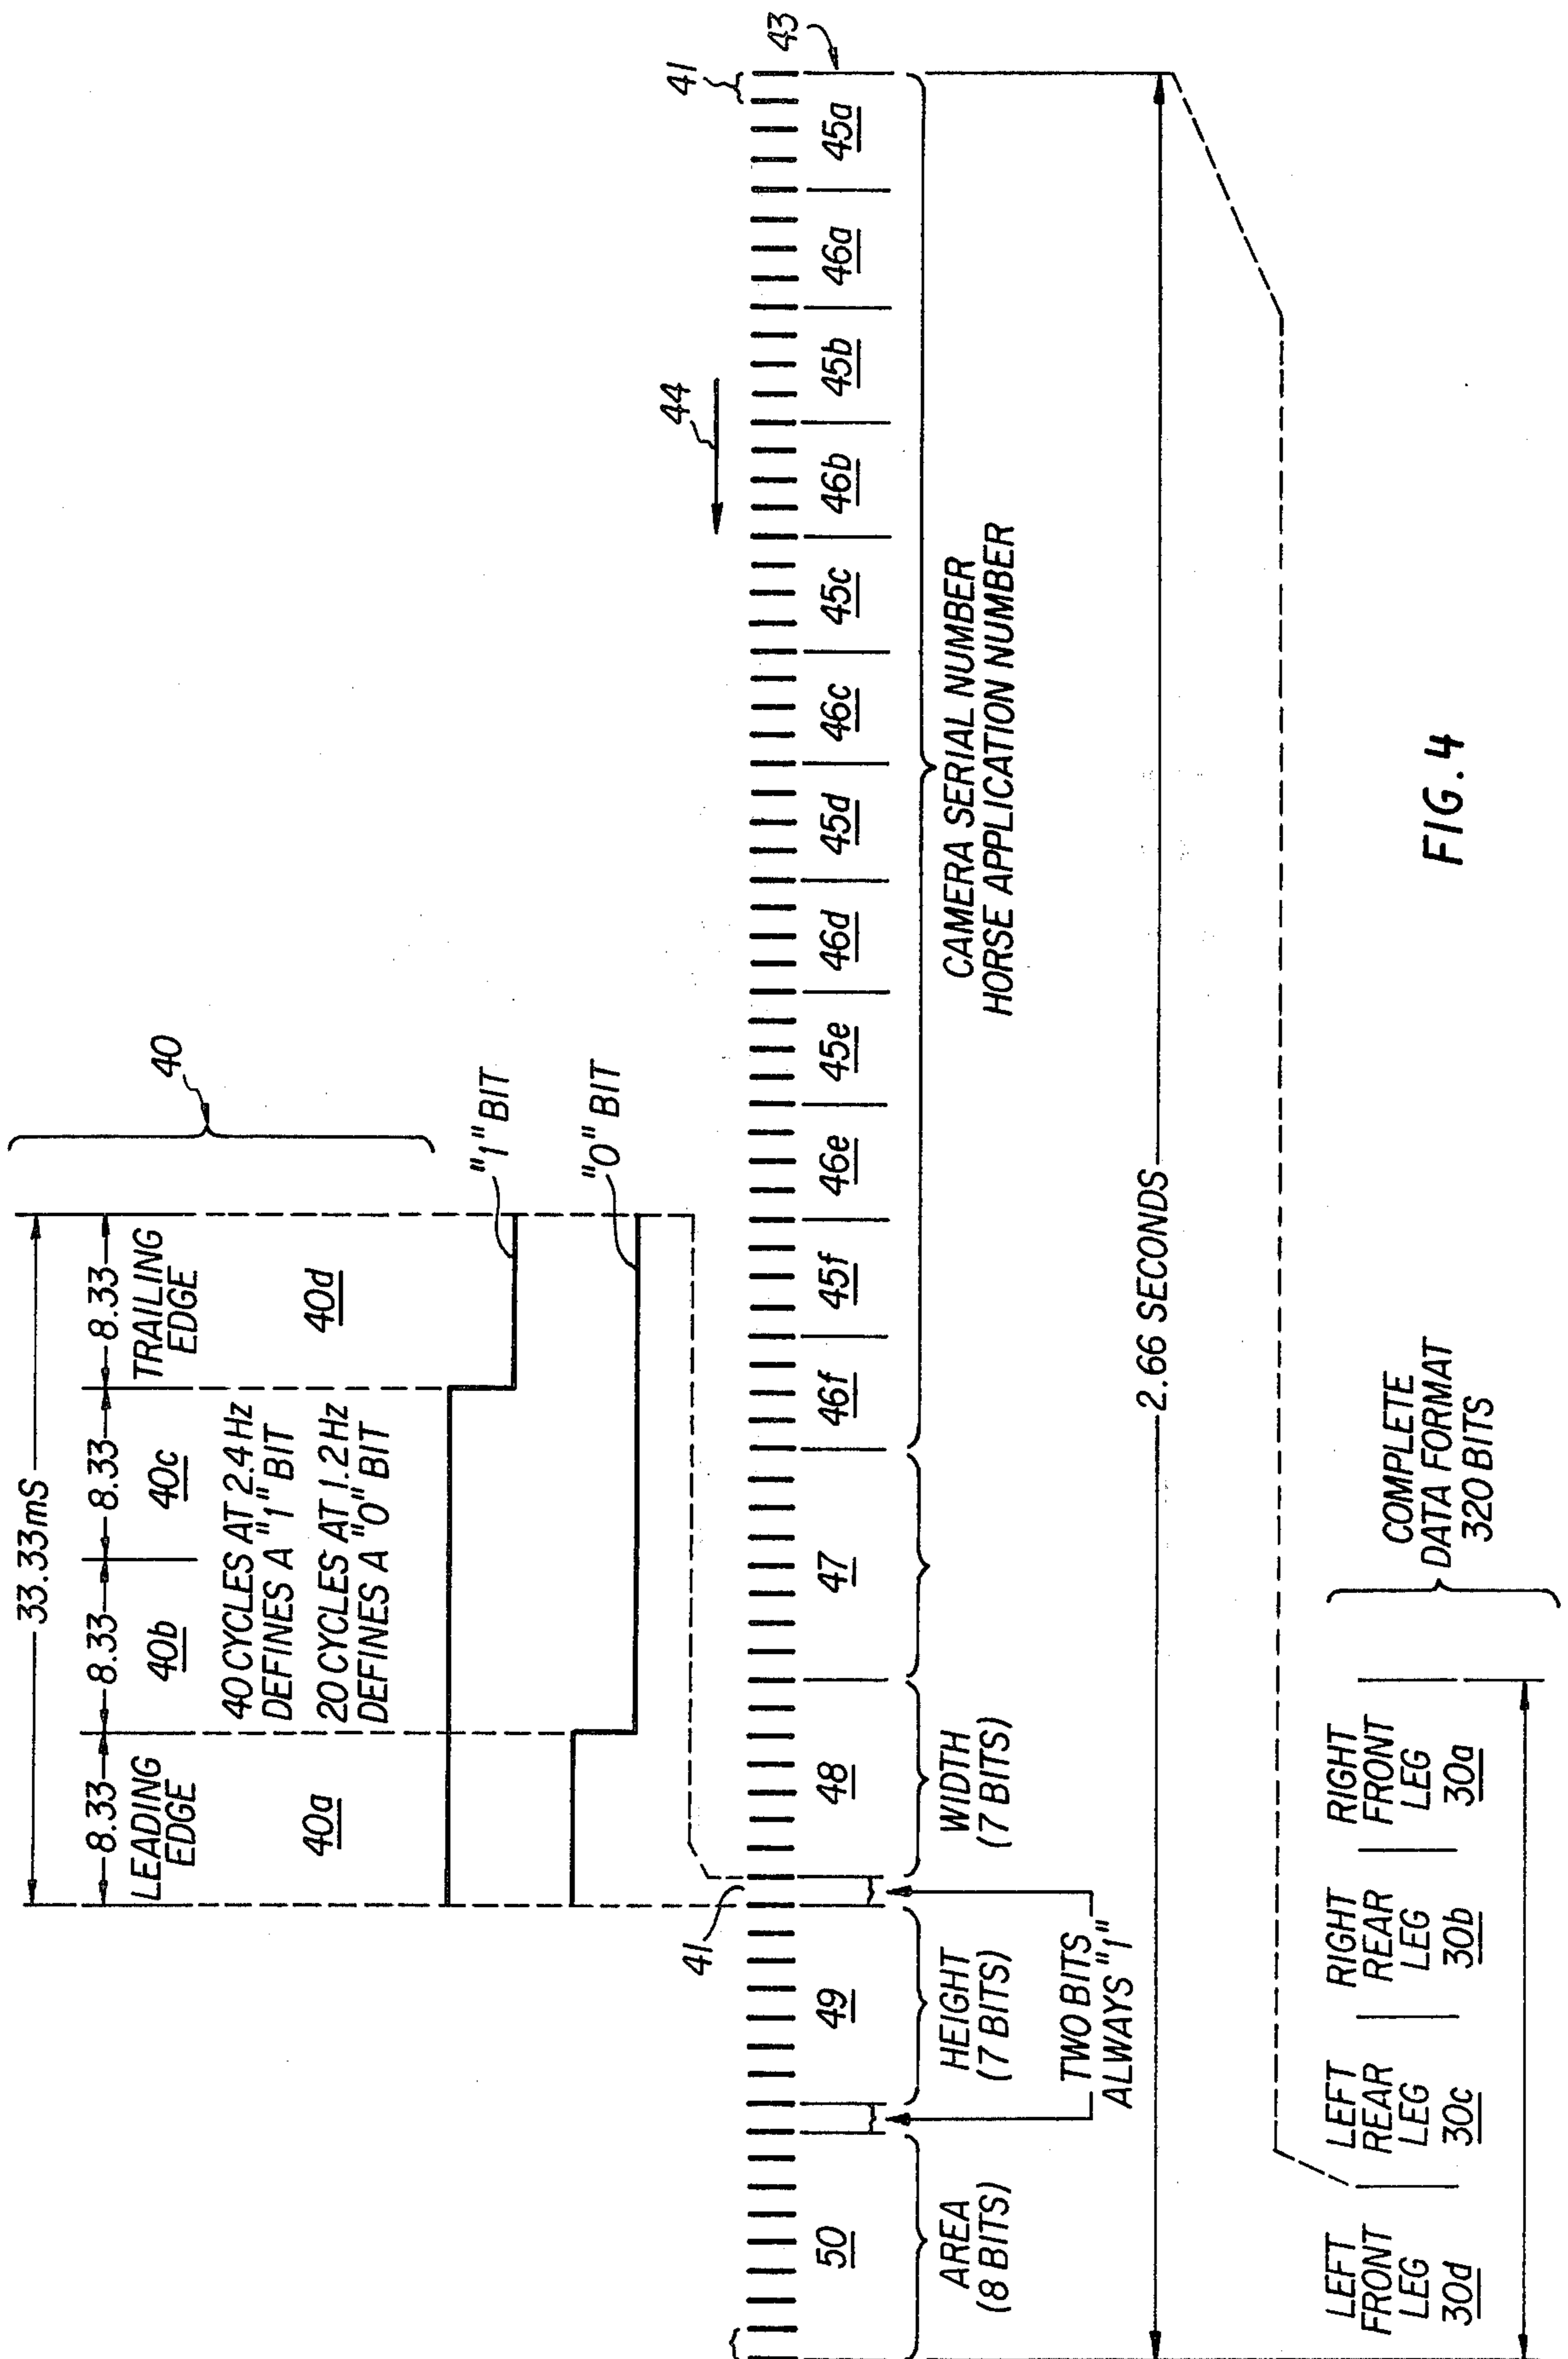 33.33mS
8.33 8.33 8.33 8.33
LEADING
EDGE
40a
40b
40c
TRAILING
EDGE
40d
40
40 CYCLES AT 2.4 Hz
DEFINES A "1" BIT
20 CYCLES AT 1.2 Hz
DEFINES A "0" BIT
"1" BIT
"0" BIT
41
44
41
43
50
49
48
47
46f
45f
46e
45e
46d
45d
46c
45c
46b
45b
46a
45a
AREA
(8 BITS)
HEIGHT
(7 BITS)
WIDTH
(7 BITS)
CAMERA SERIAL NUMBER
HORSE APPLICATION NUMBER
TWO BITS
ALWAYS "1"
2.66 SECONDS
LEFT
FRONT
LEG
30d
LEFT
REAR
LEG
30c
RIGHT
REAR
LEG
30b
RIGHT
FRONT
LEG
30a
COMPLETE
DATA FORMAT
320 BITS
FIG. 4